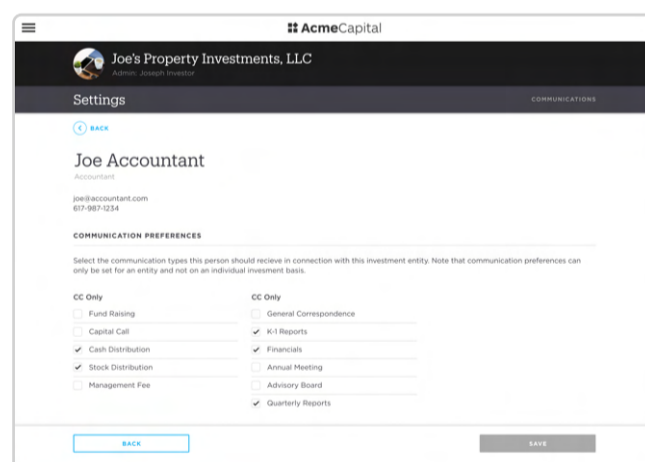 AcmeCapital
Joe's Property Investments, LLC
Admin: Joseph Investor
Settings
COMMUNICATIONS
BACK
Joe Accountant
Accountant
joe@accountant.com
617-987-1234
COMMUNICATION PREFERENCES
Select the communication types this person should recieve in connection with this investment entity. Note that communication preferences can
only be set for an entity and not on an individual invesment basis.
CC Only
Fund Raising
Capital Call
Cash Distribution
Stock Distribution
Management Fee
CC Only
General Correspondence
K-1 Reports
Financials
Annual Meeting
Advisory Board
Quarterly Reports
BACK
SAVE